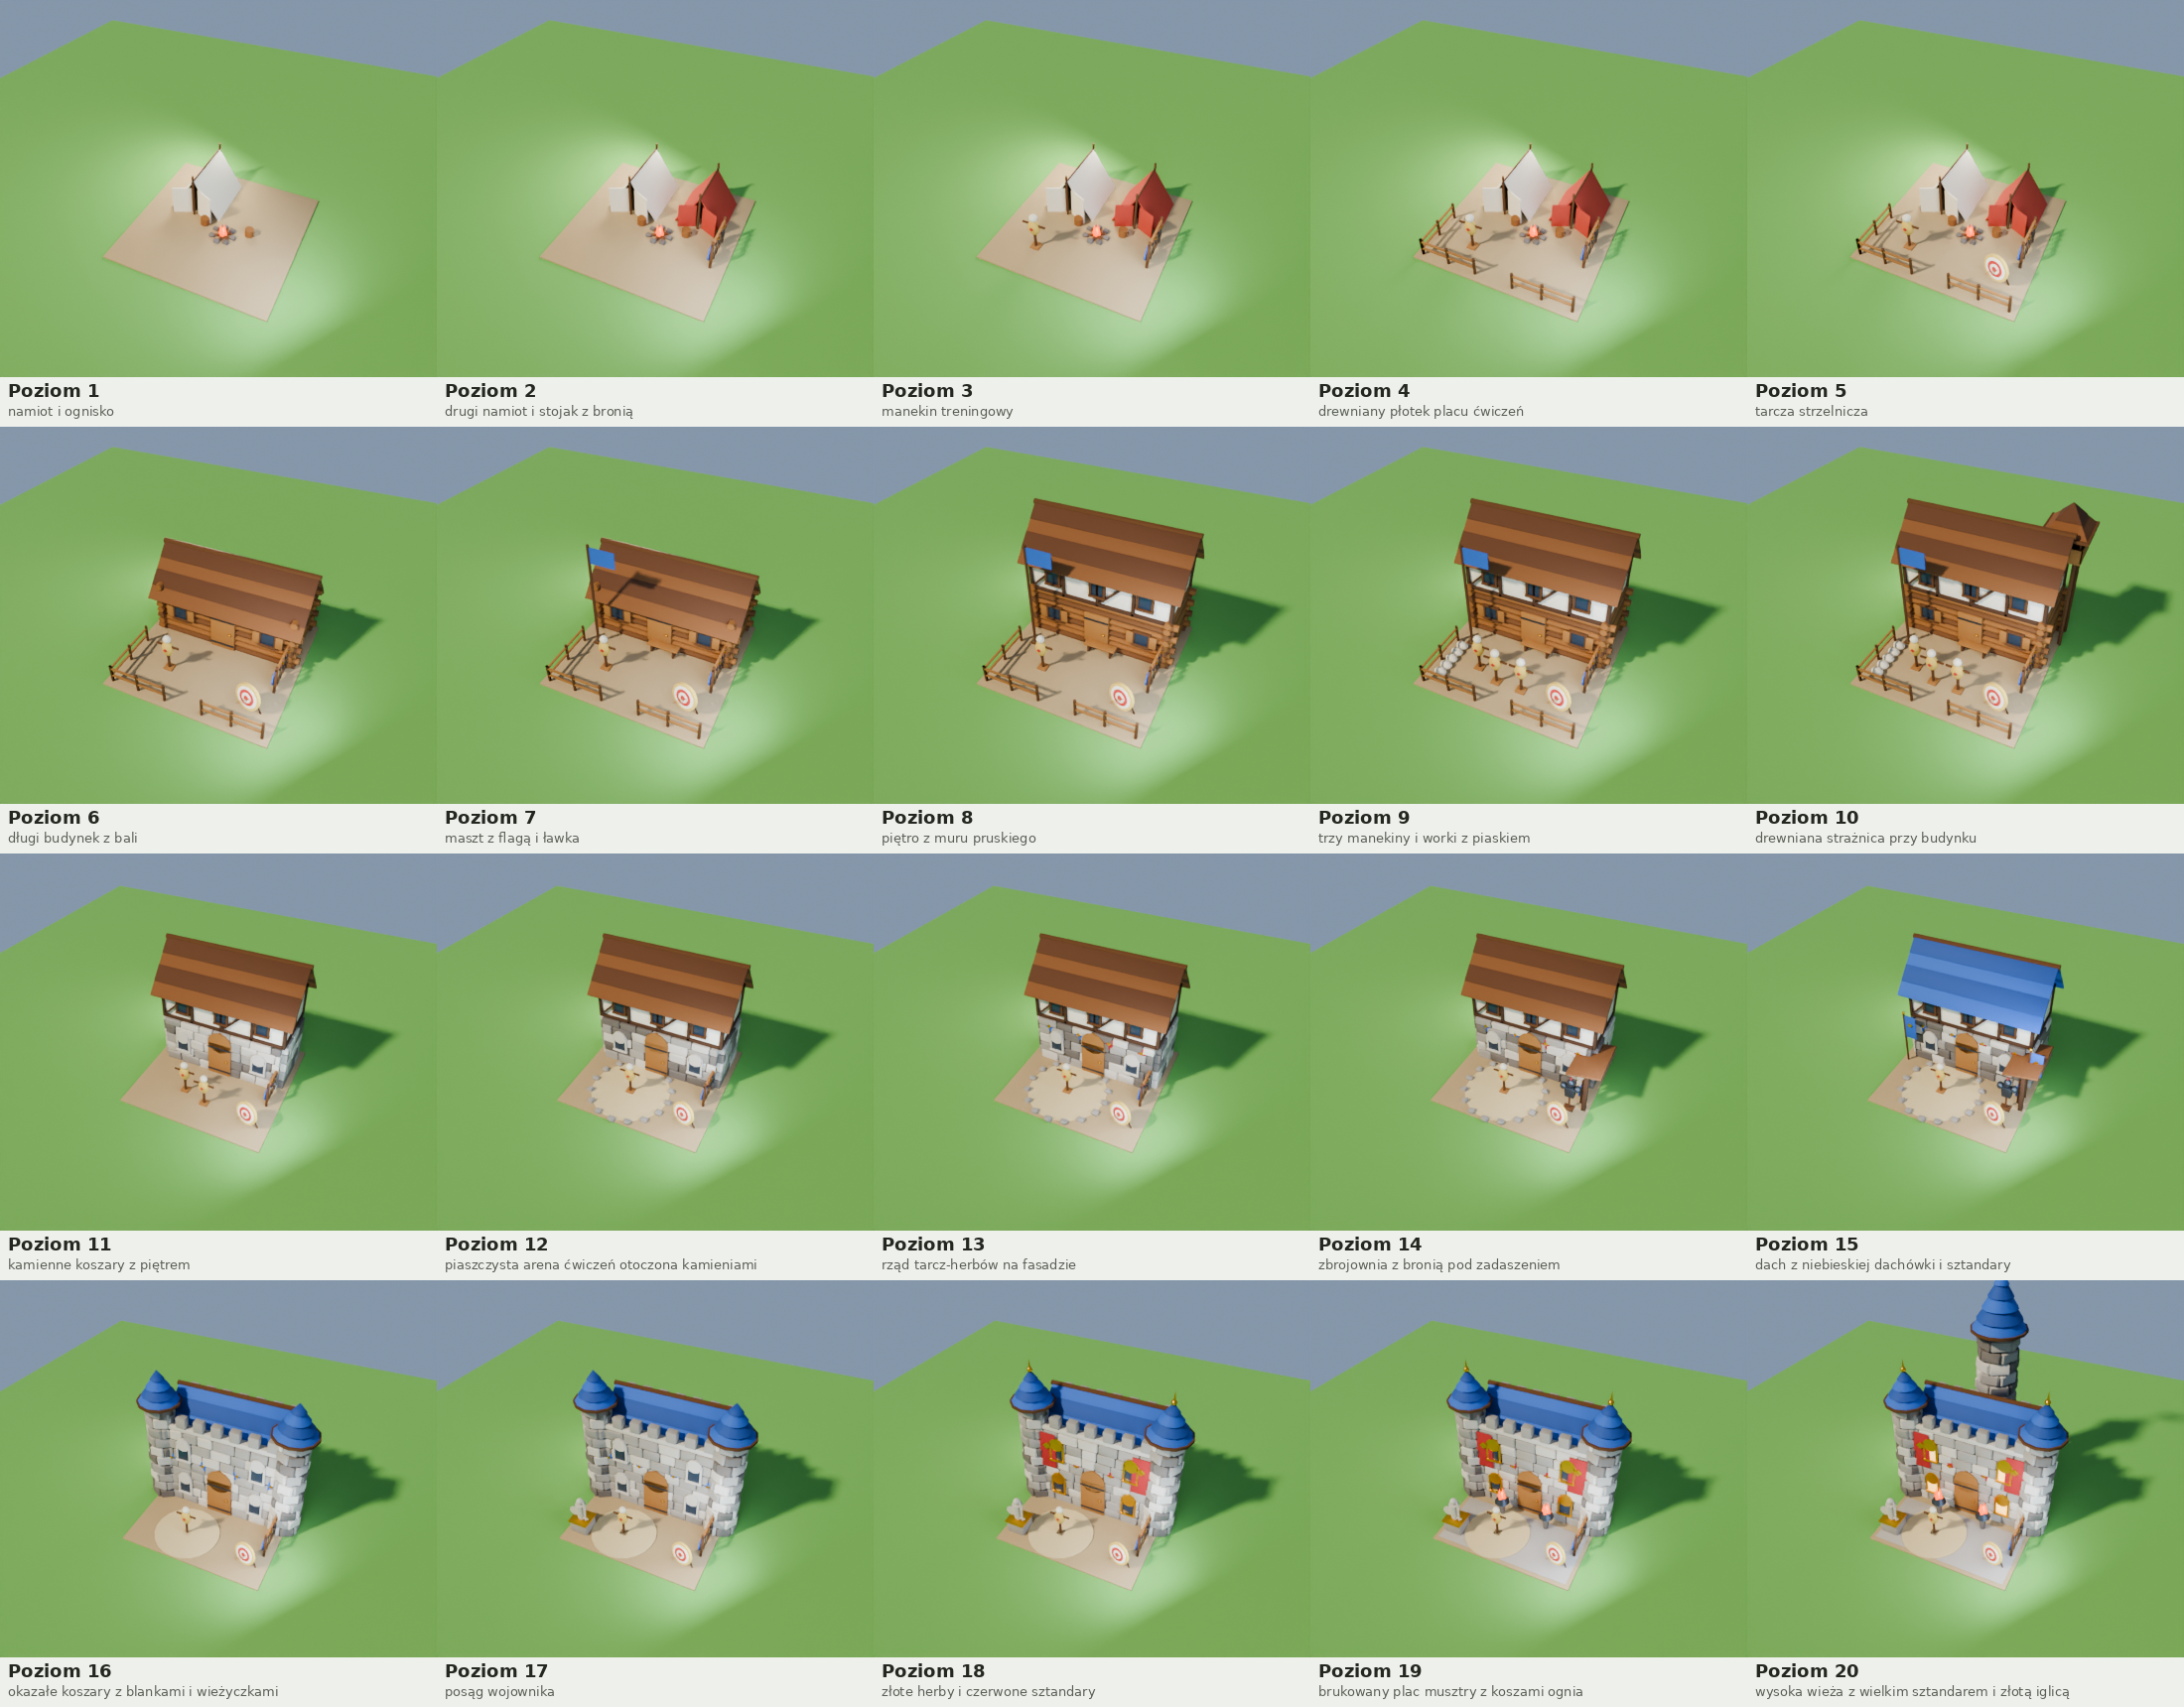 Poziom 1
namiot i ognisko
Poziom 2
drugi namiot i stojak z bronią
Poziom 3
manekin treningowy
Poziom 4
drewniany płotek placu ćwiczeń
Poziom 5
tarcza strzelnicza
Poziom 6
długi budynek z bali
Poziom 7
maszt z flagą i ławka
Poziom 8
piętro z muru pruskiego
Poziom 9
trzy manekiny i worki z piaskiem
Poziom 10
drewniana strażnica przy budynku
Poziom 11
kamienne koszary z piętrem
Poziom 12
piaszczysta arena ćwiczeń otoczona kamieniami
Poziom 13
rząd tarcz-herbów na fasadzie
Poziom 14
zbrojownia z bronią pod zadaszeniem
Poziom 15
dach z niebieskiej dachówki i sztandary
Poziom 16
okazałe koszary z blankami i wieżyczkami
Poziom 17
posąg wojownika
Poziom 18
złote herby i czerwone sztandary
Poziom 19
brukowany plac musztry z koszami ognia
Poziom 20
wysoka wieża z wielkim sztandarem i złotą iglicą